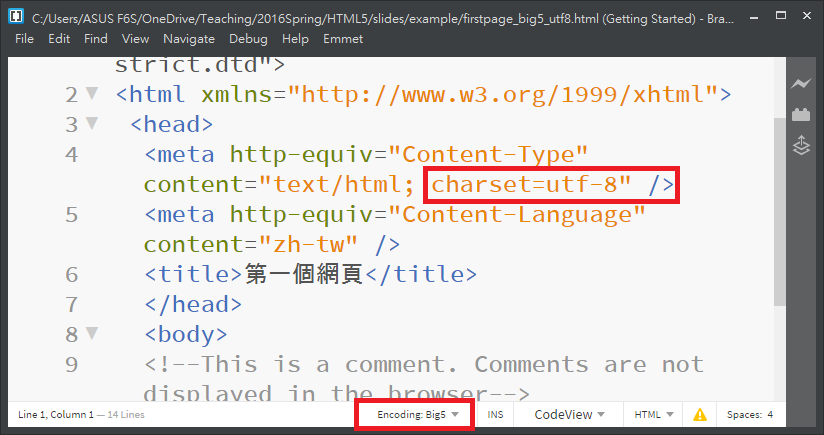 C:/Users/ASUS F6S/OneDrive/Teaching/2016Spring/HTML5/slides/example/firstpage_big5_utf8.html (Getting Started) - Bra...
File Edit Find View Navigate Debug Help Emmet
strict.dtd">
2 <html xmlns="http://www.w3.org/1999/xhtml">
3 <head>
4 <meta http-equiv="Content-Type"
content="text/html; charset=utf-8" />
5 <meta http-equiv="Content-Language"
content="zh-tw" />
6 <title>第一個網頁</title>
7 </head>
8 <body>
9 <!--This is a comment. Comments are not
displayed in the browser-->
Line 1, Column 1 — 14 Lines Encoding: Big5 INS CodeView HTML Spaces: 4